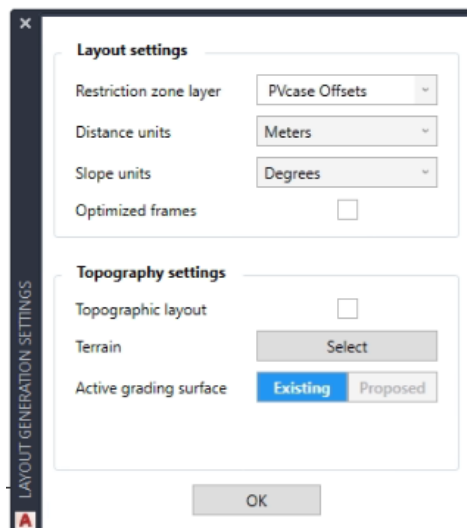 Layout settings
Restriction zone layer PVcase Offsets
Distance units Meters
Slope units Degrees
Optimized frames
Topography settings
Topographic layout
Terrain Select
Active grading surface Existing Proposed
OK
LAYOUT GENERATION SETTINGS
A